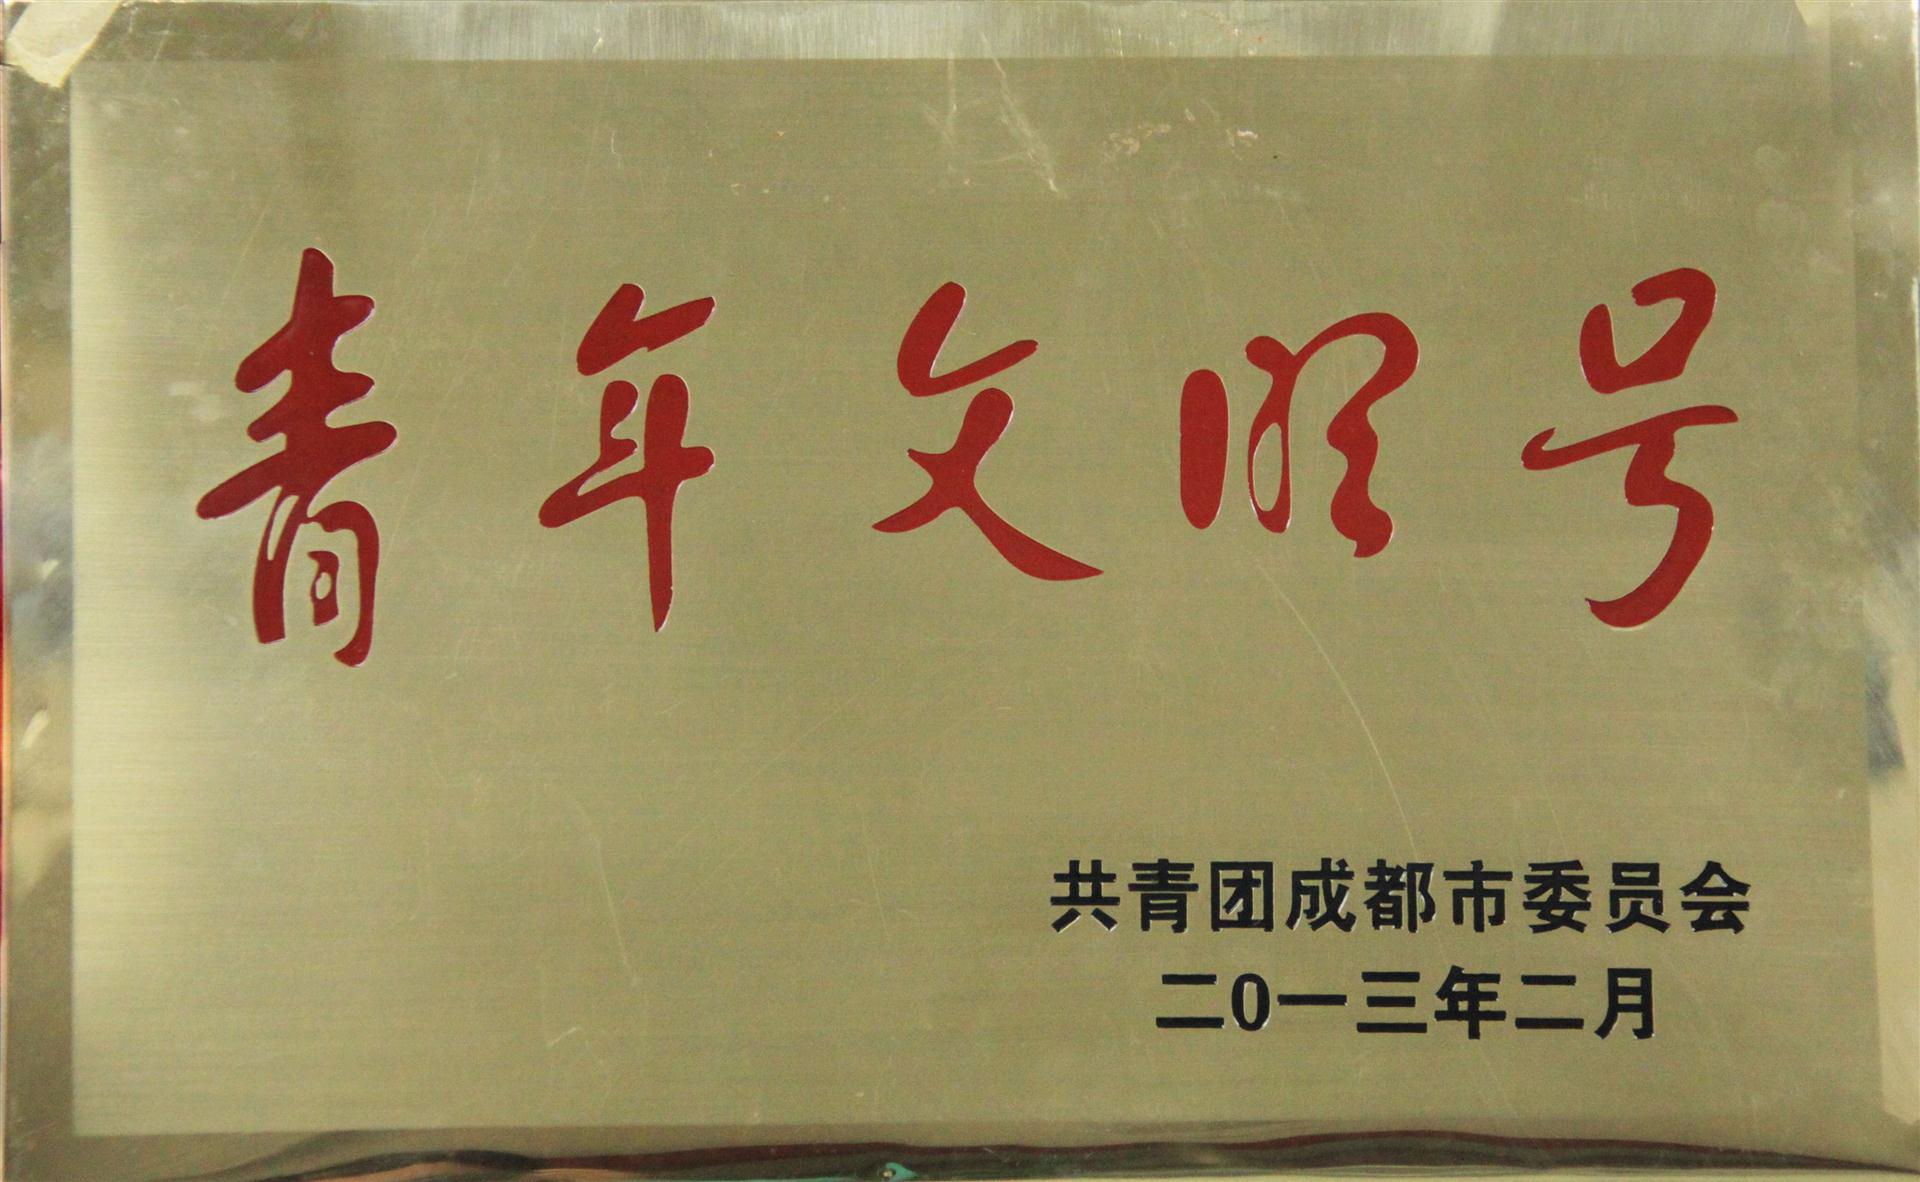 青年文明号
共青团成都市委员会
二0一三年二月